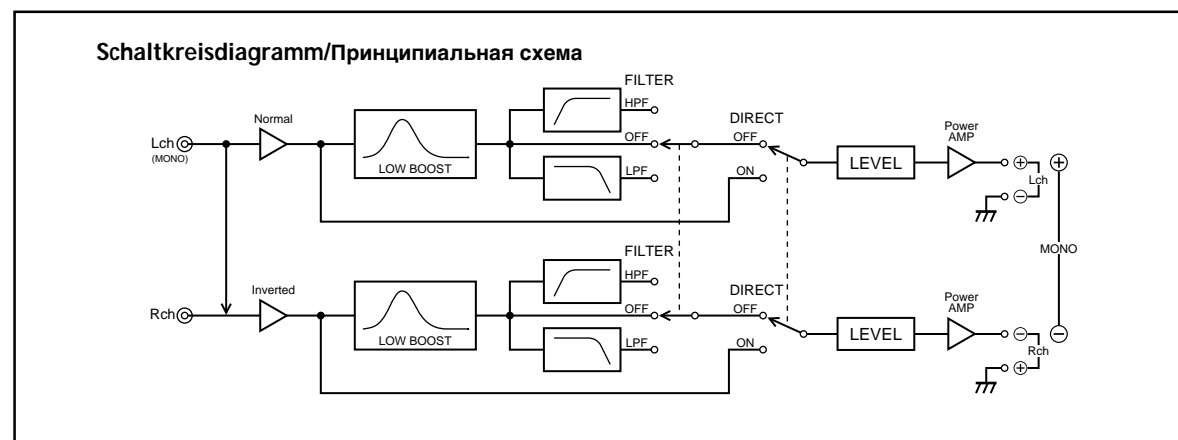 Schaltkreisdiagramm/Принципиальная схема
FILTER
Normal
HPF
DIRECT
Power
AMP
Lch
(MONO)
OFF
OFF
LEVEL
⊕
⊕
LOW BOOST
LPF
ON
Lch
⊖
MONO
FILTER
Inverted
HPF
DIRECT
Power
AMP
Rch
OFF
OFF
LEVEL
⊖
⊖
LOW BOOST
LPF
ON
Rch
⊕